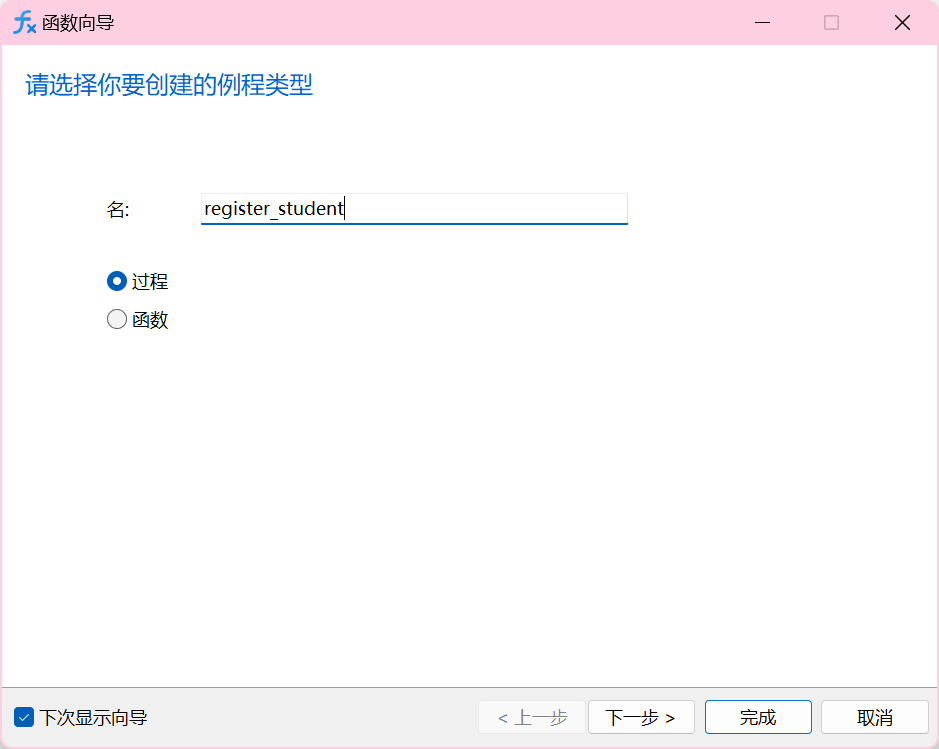 函数向导
请选择你要创建的例程类型
名: register_student
过程
函数
下次显示向导 < 上一步 下一步 > 完成 取消